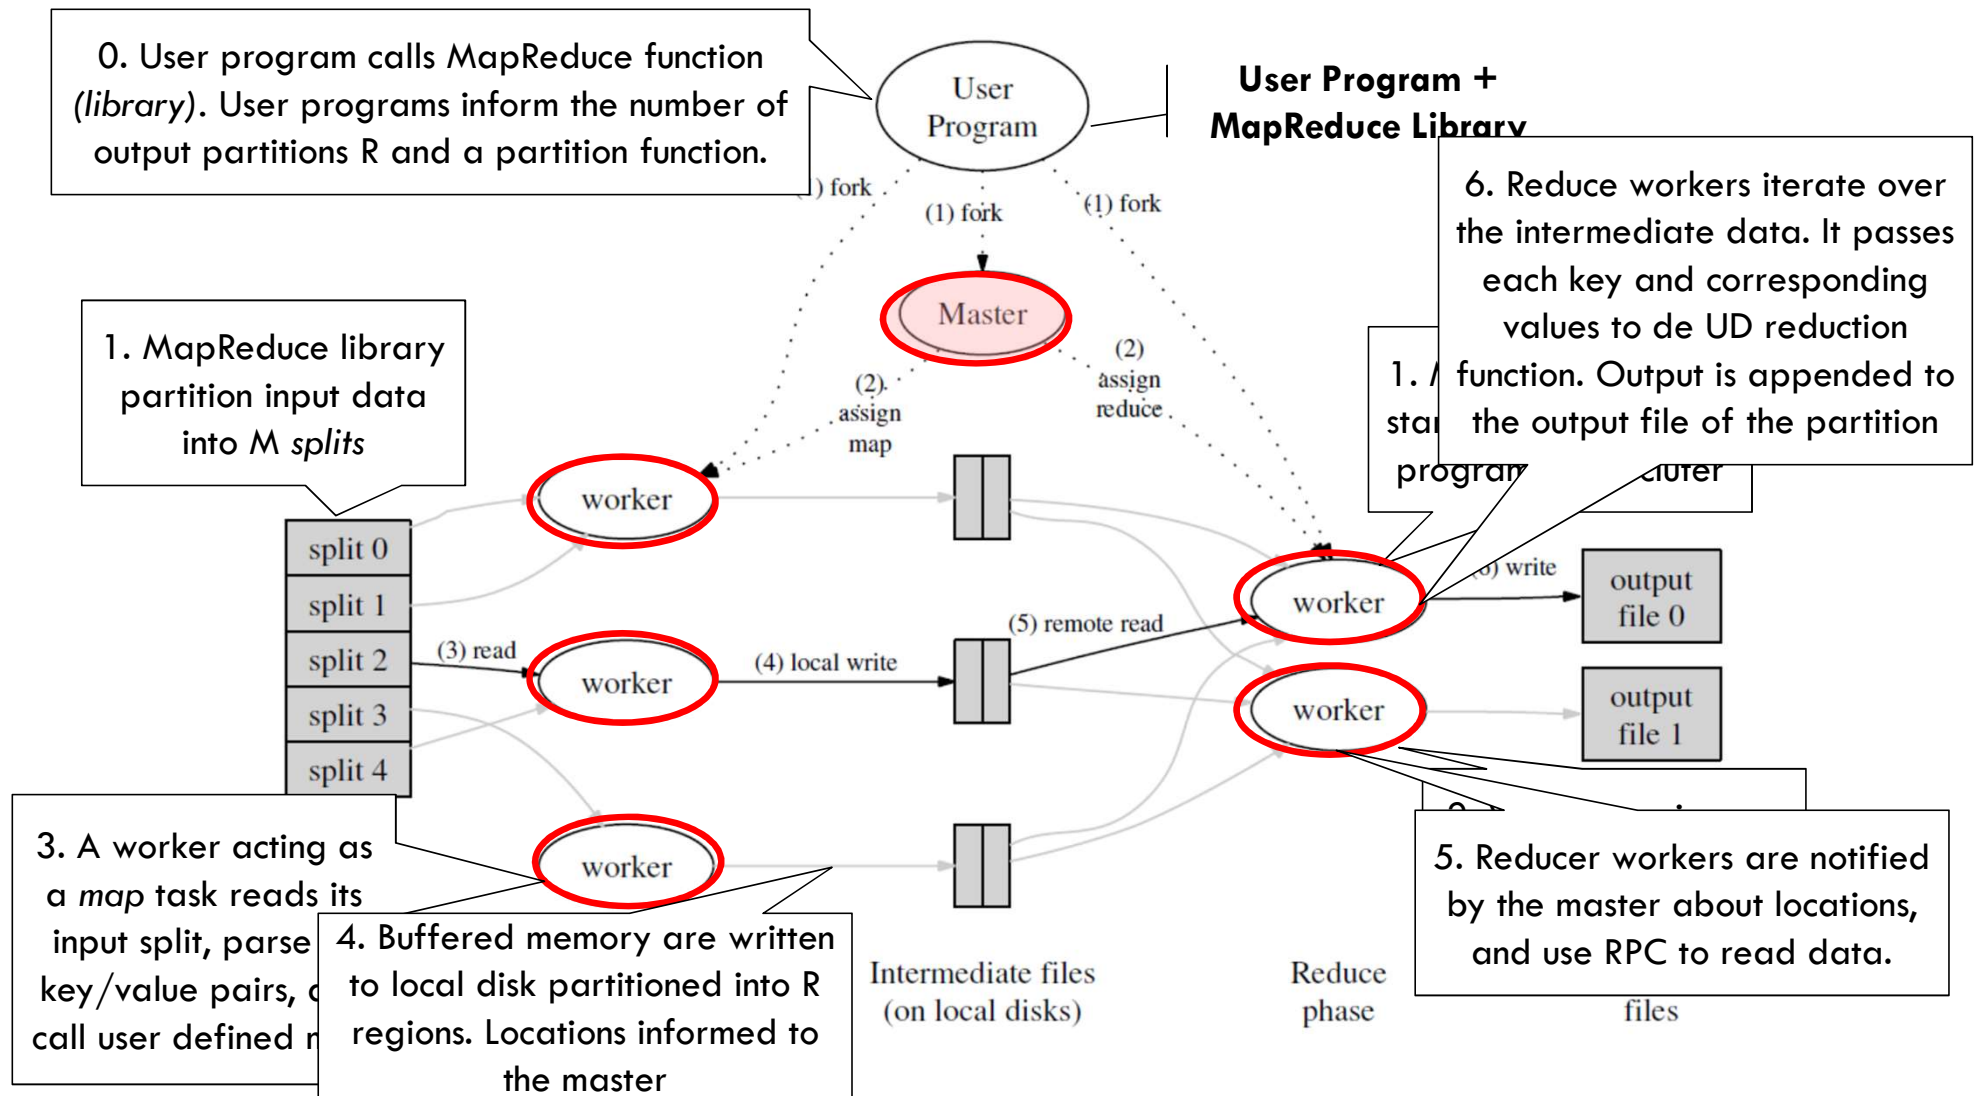 0. User program calls MapReduce function
(library). User programs inform the number of
output partitions R and a partition function.
User
Program
User Program +
MapReduce Library
) fork
(1) fork
(1) fork
6. Reduce workers iterate over
the intermediate data. It passes
each key and corresponding
values to de UD reduction
function. Output is appended to
the output file of the partition
Master
1. MapReduce library
partition input data
into M splits
(2)
assign
map
(2)
assign
reduce
1.
program
worker
split 0
split 1
split 2
split 3
split 4
(3) read
worker
(4) local write
(5) remote read
worker
write
output
file 0
worker
output
file 1
worker
3. A worker acting as
a map task reads its
input split, parse
key/value pairs,
call user defined
4. Buffered memory are written
to local disk partitioned into R
regions. Locations informed to
the master
Intermediate files
(on local disks)
Reduce
phase
5. Reducer workers are notified
by the master about locations,
and use RPC to read data.
files